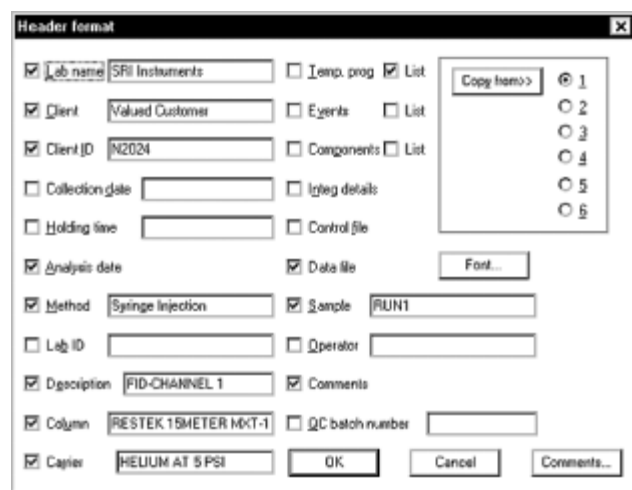 Header format
Lab name SRI Instruments Temp. prog List Copy from>> 1
Client Valued Customer Events List 2
Client ID N2024 Components List 3
4
Collection date Integ details 5
Holding time Control file 6
Analysis date Data file Font...
Method Syringe Injection Sample RUN1
Lab ID Operator
Description FID-CHANNEL 1 Comments
Column RESTEK 15METER MXT-1 QC batch number
Carrier HELIUM AT 5 PSI OK Cancel Comments...